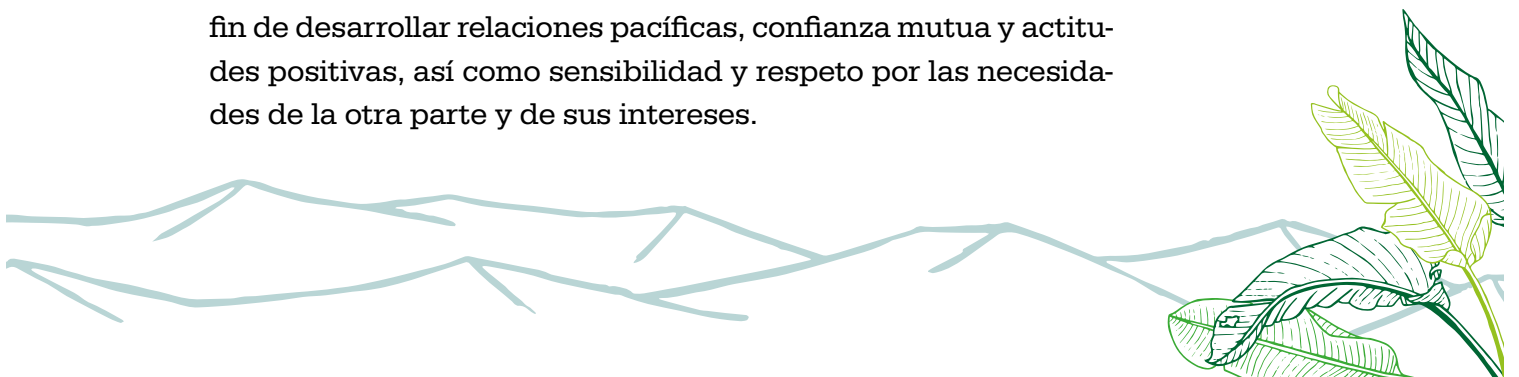 fin de desarrollar relaciones pacíficas, confianza mutua y actitu-
des positivas, así como sensibilidad y respeto por las necesida-
des de la otra parte y de sus intereses.